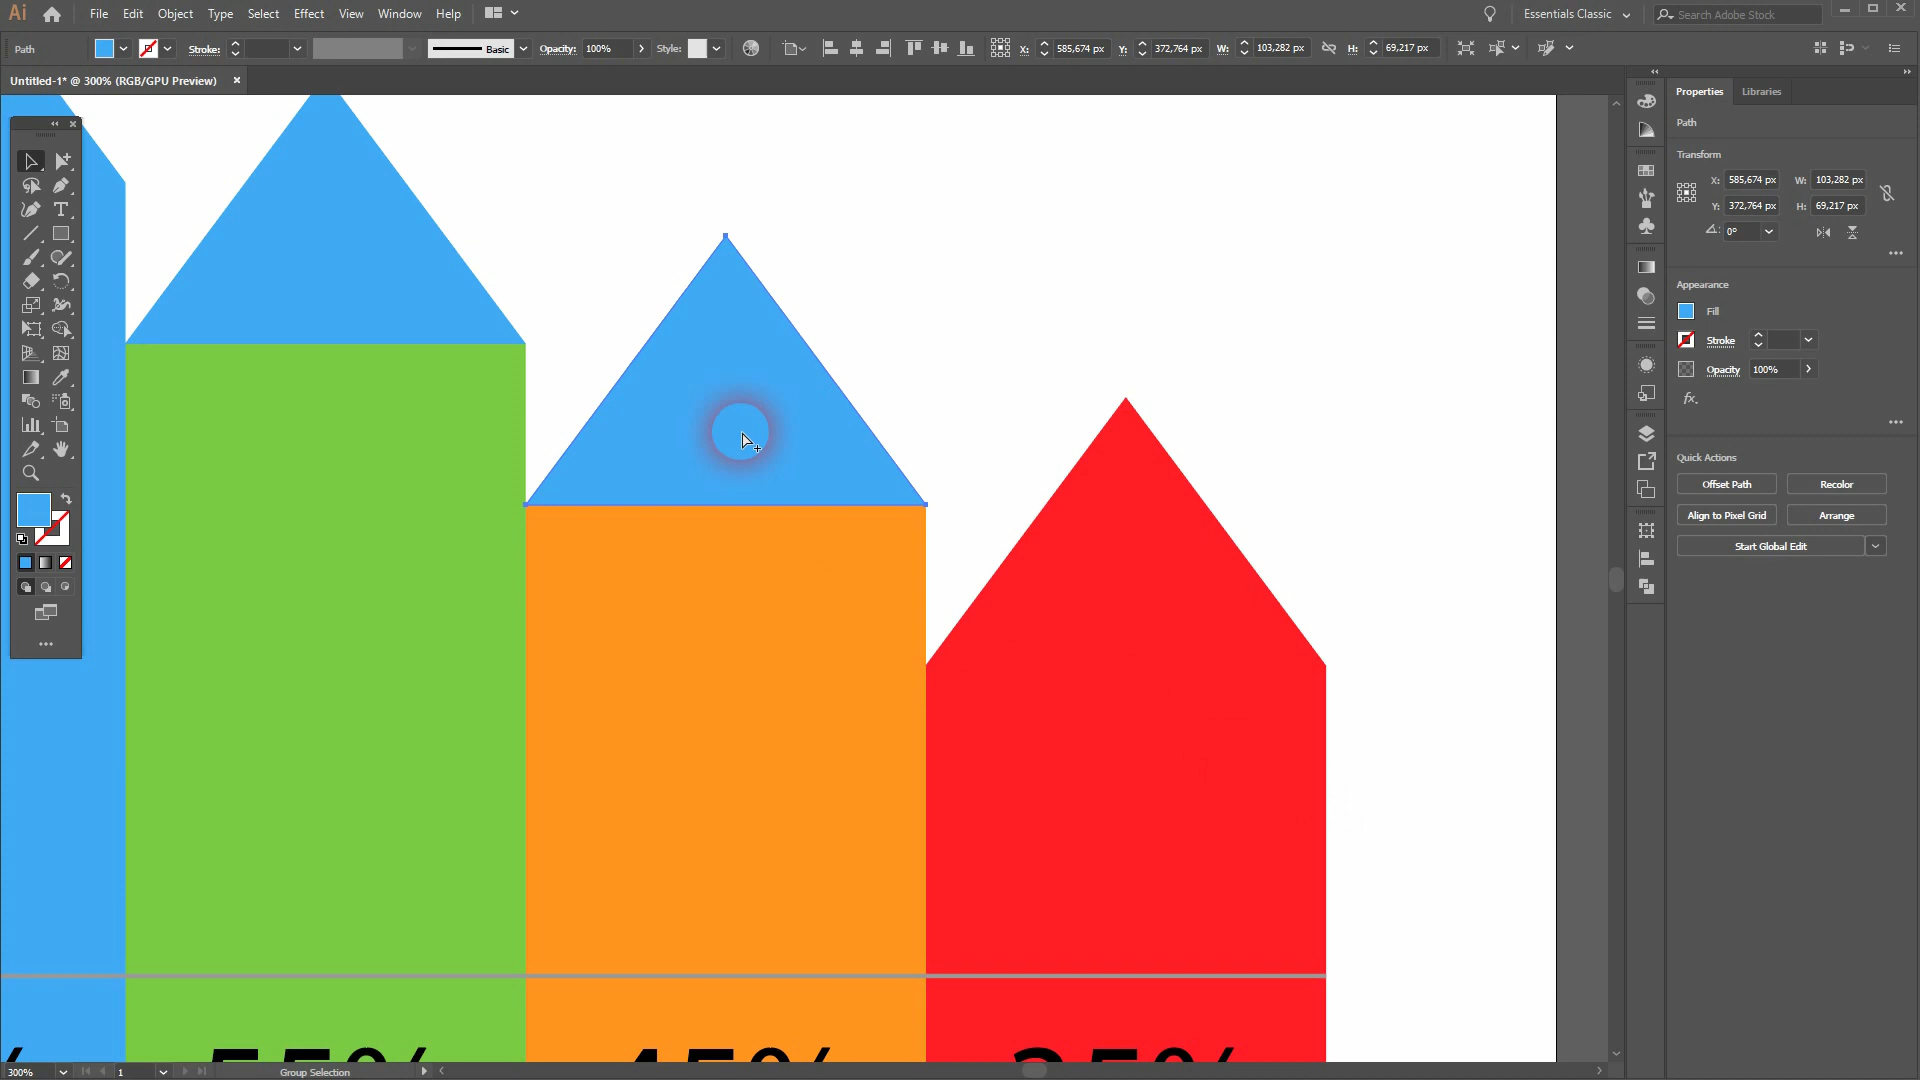 Ai File Edit Object Type Select Effect View Window Help Essentials Classic Search Adobe Stock
Path Stroke: Basic Opacity: 100% Style: X: 585,674 px Y: 372,764 px W: 103,282 px H: 69,217 px
Untitled-1* @ 300% (RGB/GPU Preview)
Properties Libraries
Path
Transform
X: 585,674 px W: 103,282 px
Y: 372,764 px H: 69,217 px
0°
Appearance
Fill
Stroke
Opacity 100%
fx.
Quick Actions
Offset Path Recolor
Align to Pixel Grid Arrange
Start Global Edit
% 55% 45% 35%
300% 1 Group Selection